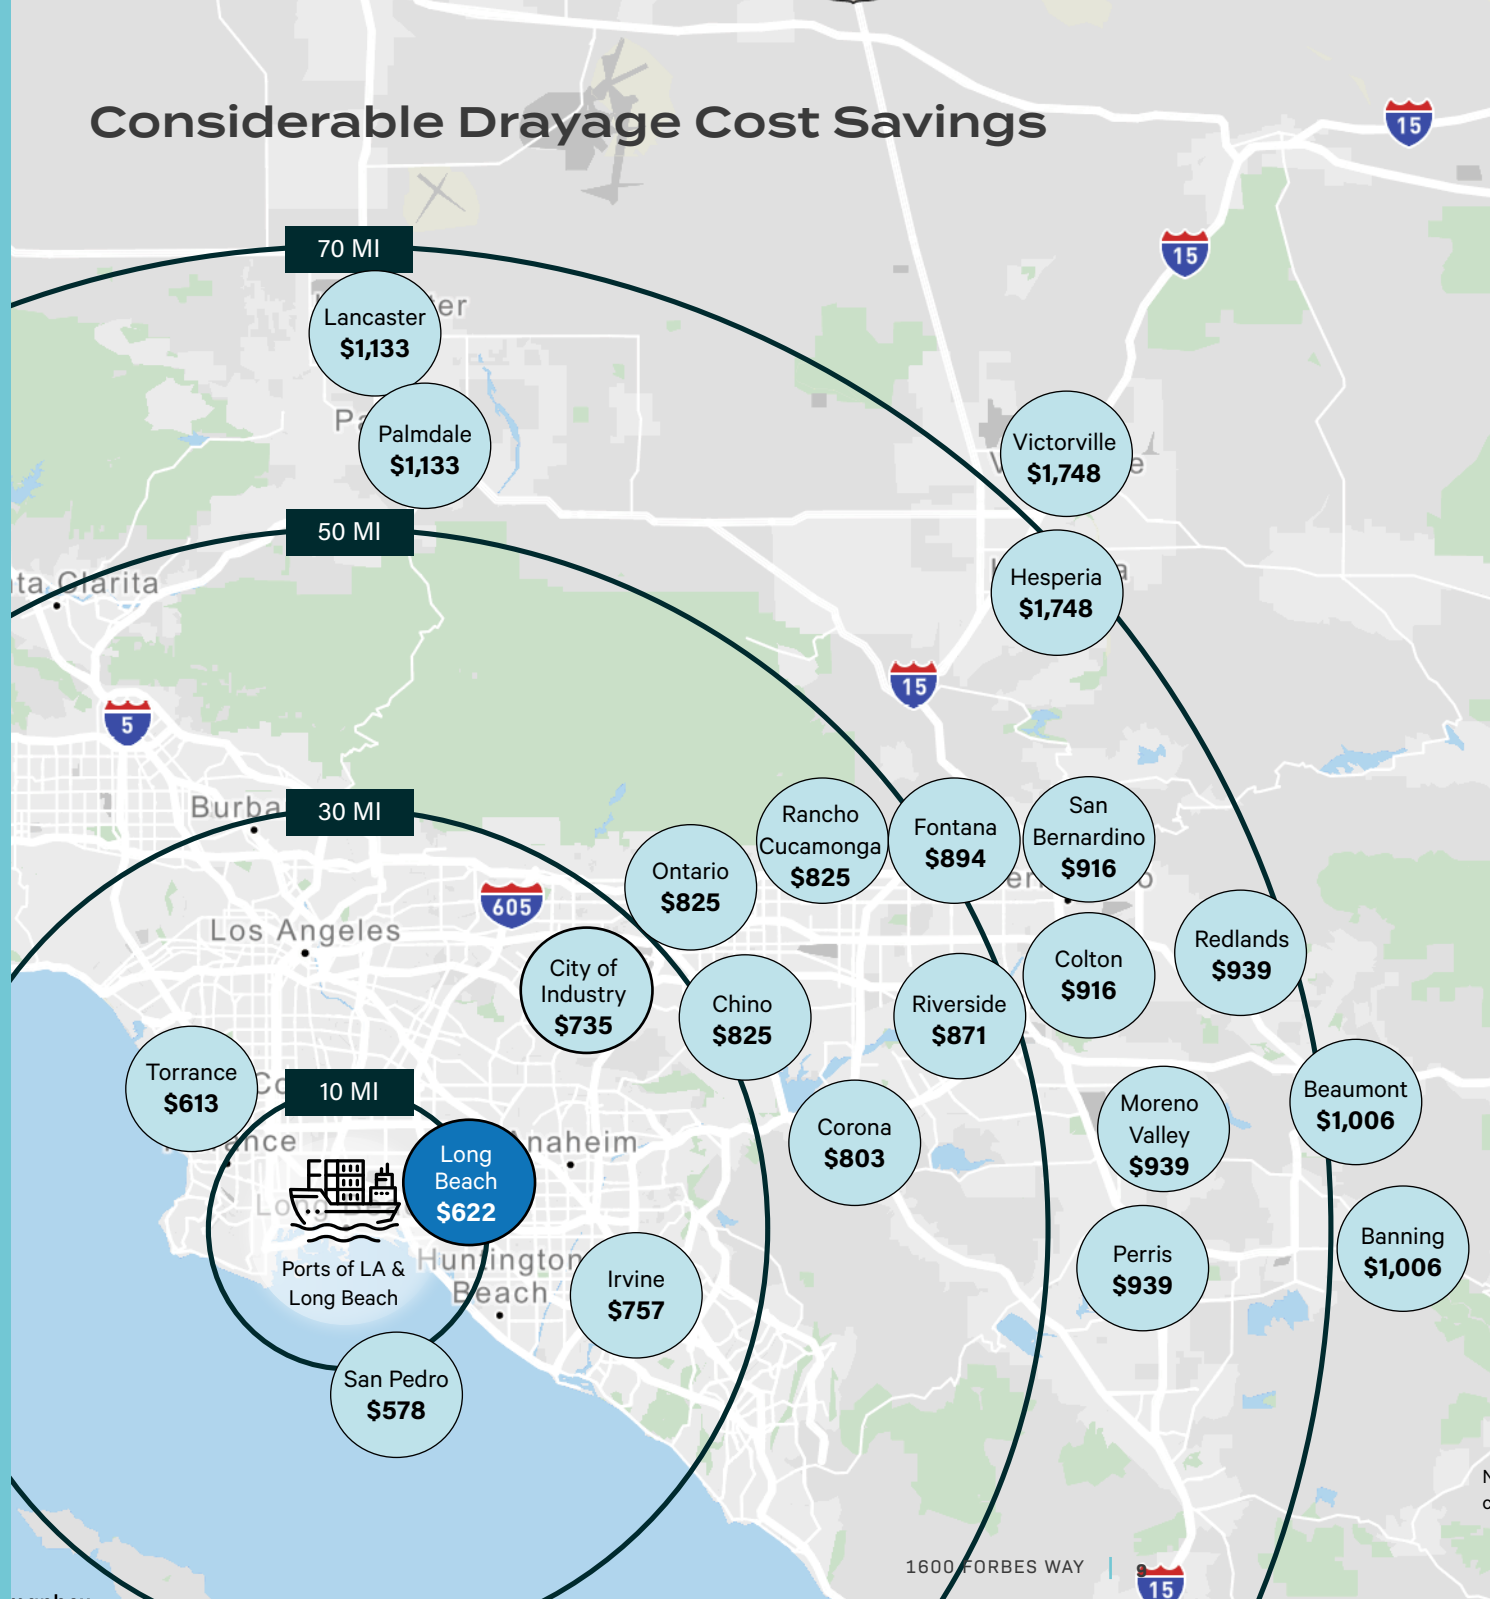 Considerable Drayage Cost Savings
15
15
70 MI
Lancaster
$1,133
Palmdale
$1,133
Victorville
$1,748
50 MI
Hesperia
$1,748
Clarita
15
5
Burba
30 MI
Rancho
Cucamonga
$825
Fontana
$894
San
Bernardino
$916
Ontario
$825
605
Los Angeles
City of
Industry
$735
Chino
$825
Riverside
$871
Colton
$916
Redlands
$939
Torrance
$613
10 MI
Long
Beach
$622
Anaheim
Corona
$803
Moreno
Valley
$939
Beaumont
$1,006
Ports of LA &
Long Beach
Huntington
Beach
Irvine
$757
Perris
$939
Banning
$1,006
San Pedro
$578
1600 FORBES WAY | 9
15